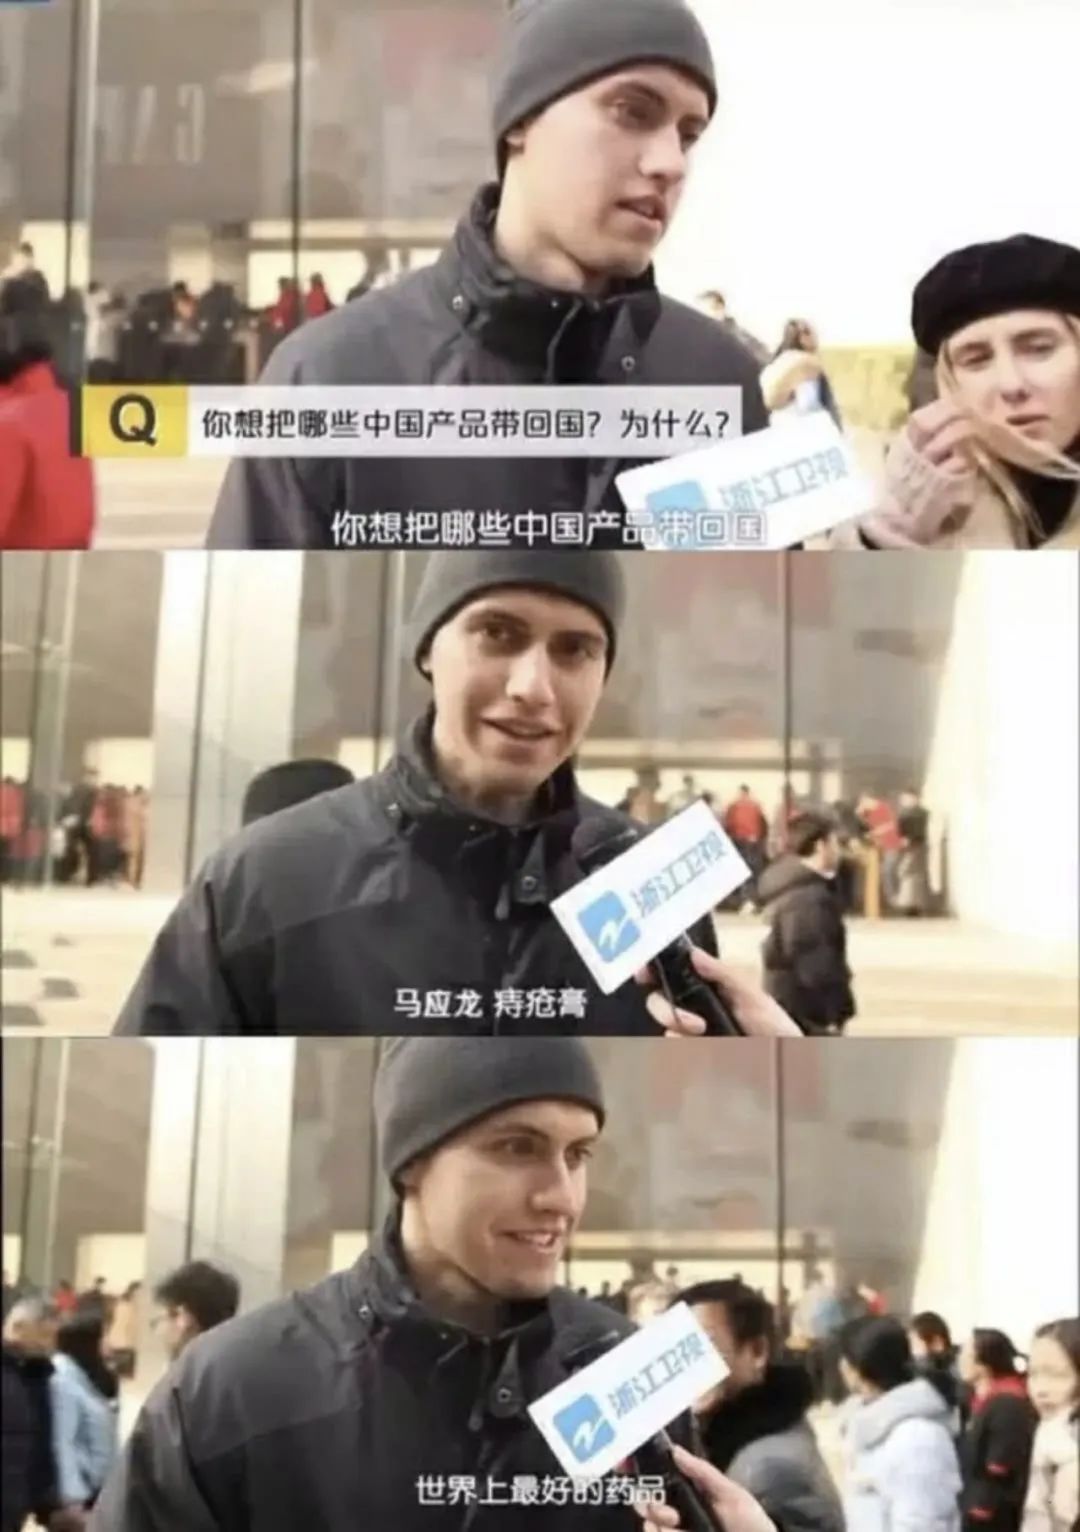 Q
你想把哪些中国产品带回国？为什么？
浙江卫视
你想把哪些中国产品带回国
浙江卫视
马应龙 痔疮膏
浙江卫视
世界上最好的药品